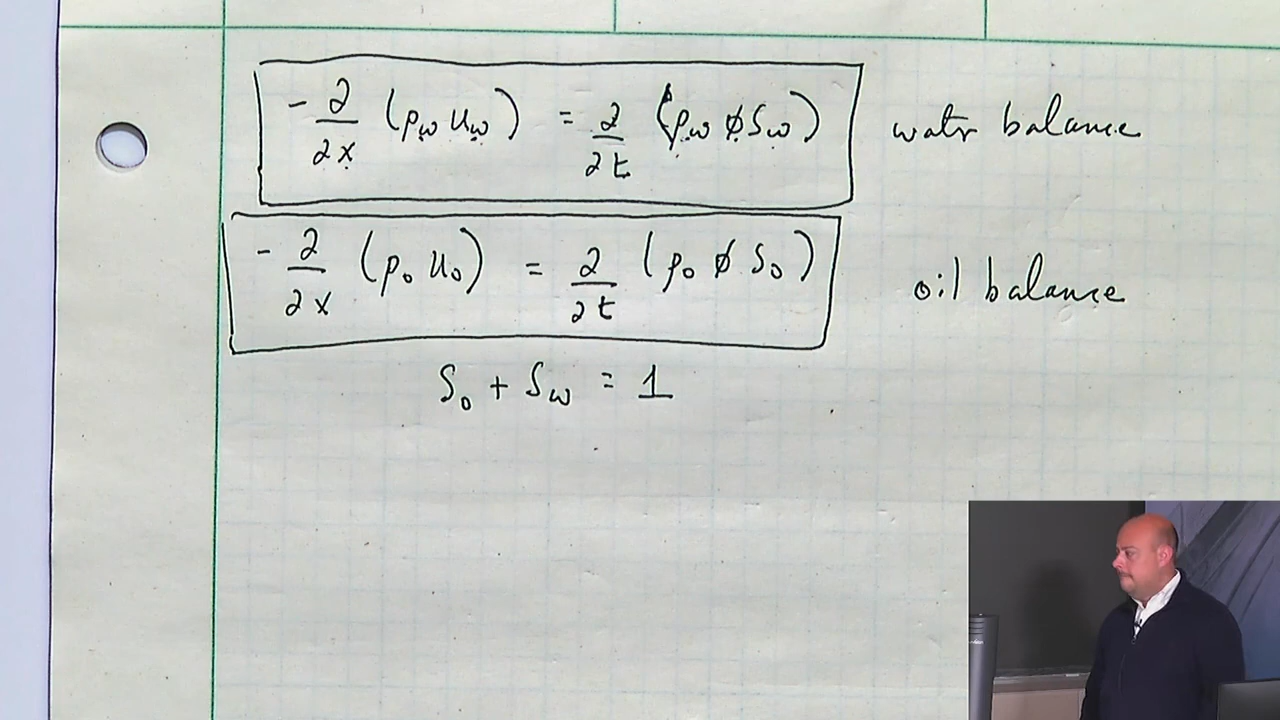 - ∂/∂x (ρw uw) = ∂/∂t (ρw ϕ Sw) water balance
- ∂/∂x (ρo uo) = ∂/∂t (ρo ϕ So) oil balance
So + Sw = 1